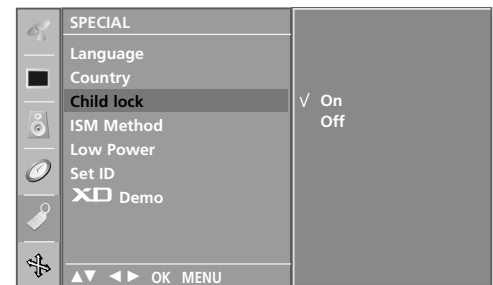 SPECIAL
Language
Country
Child lock
ISM Method
Low Power
Set ID
XD Demo
√ On
Off
▲▼ ◄► OK MENU